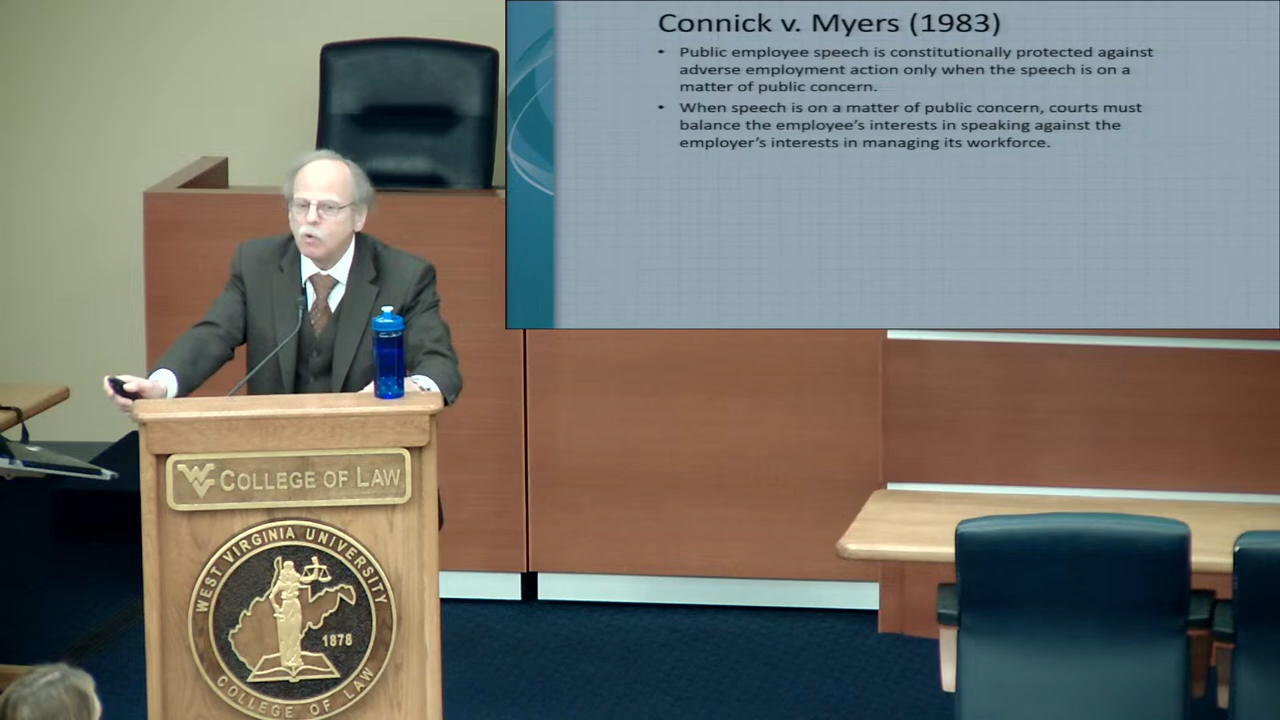 Connick v. Myers (1983)
• Public employee speech is constitutionally protected against
adverse employment action only when the speech is on a
matter of public concern.
• When speech is on a matter of public concern, courts must
balance the employee's interests in speaking against the
employer's interests in managing its workforce.
WV COLLEGE OF LAW
WEST VIRGINIA UNIVERSITY
1878
COLLEGE OF LAW